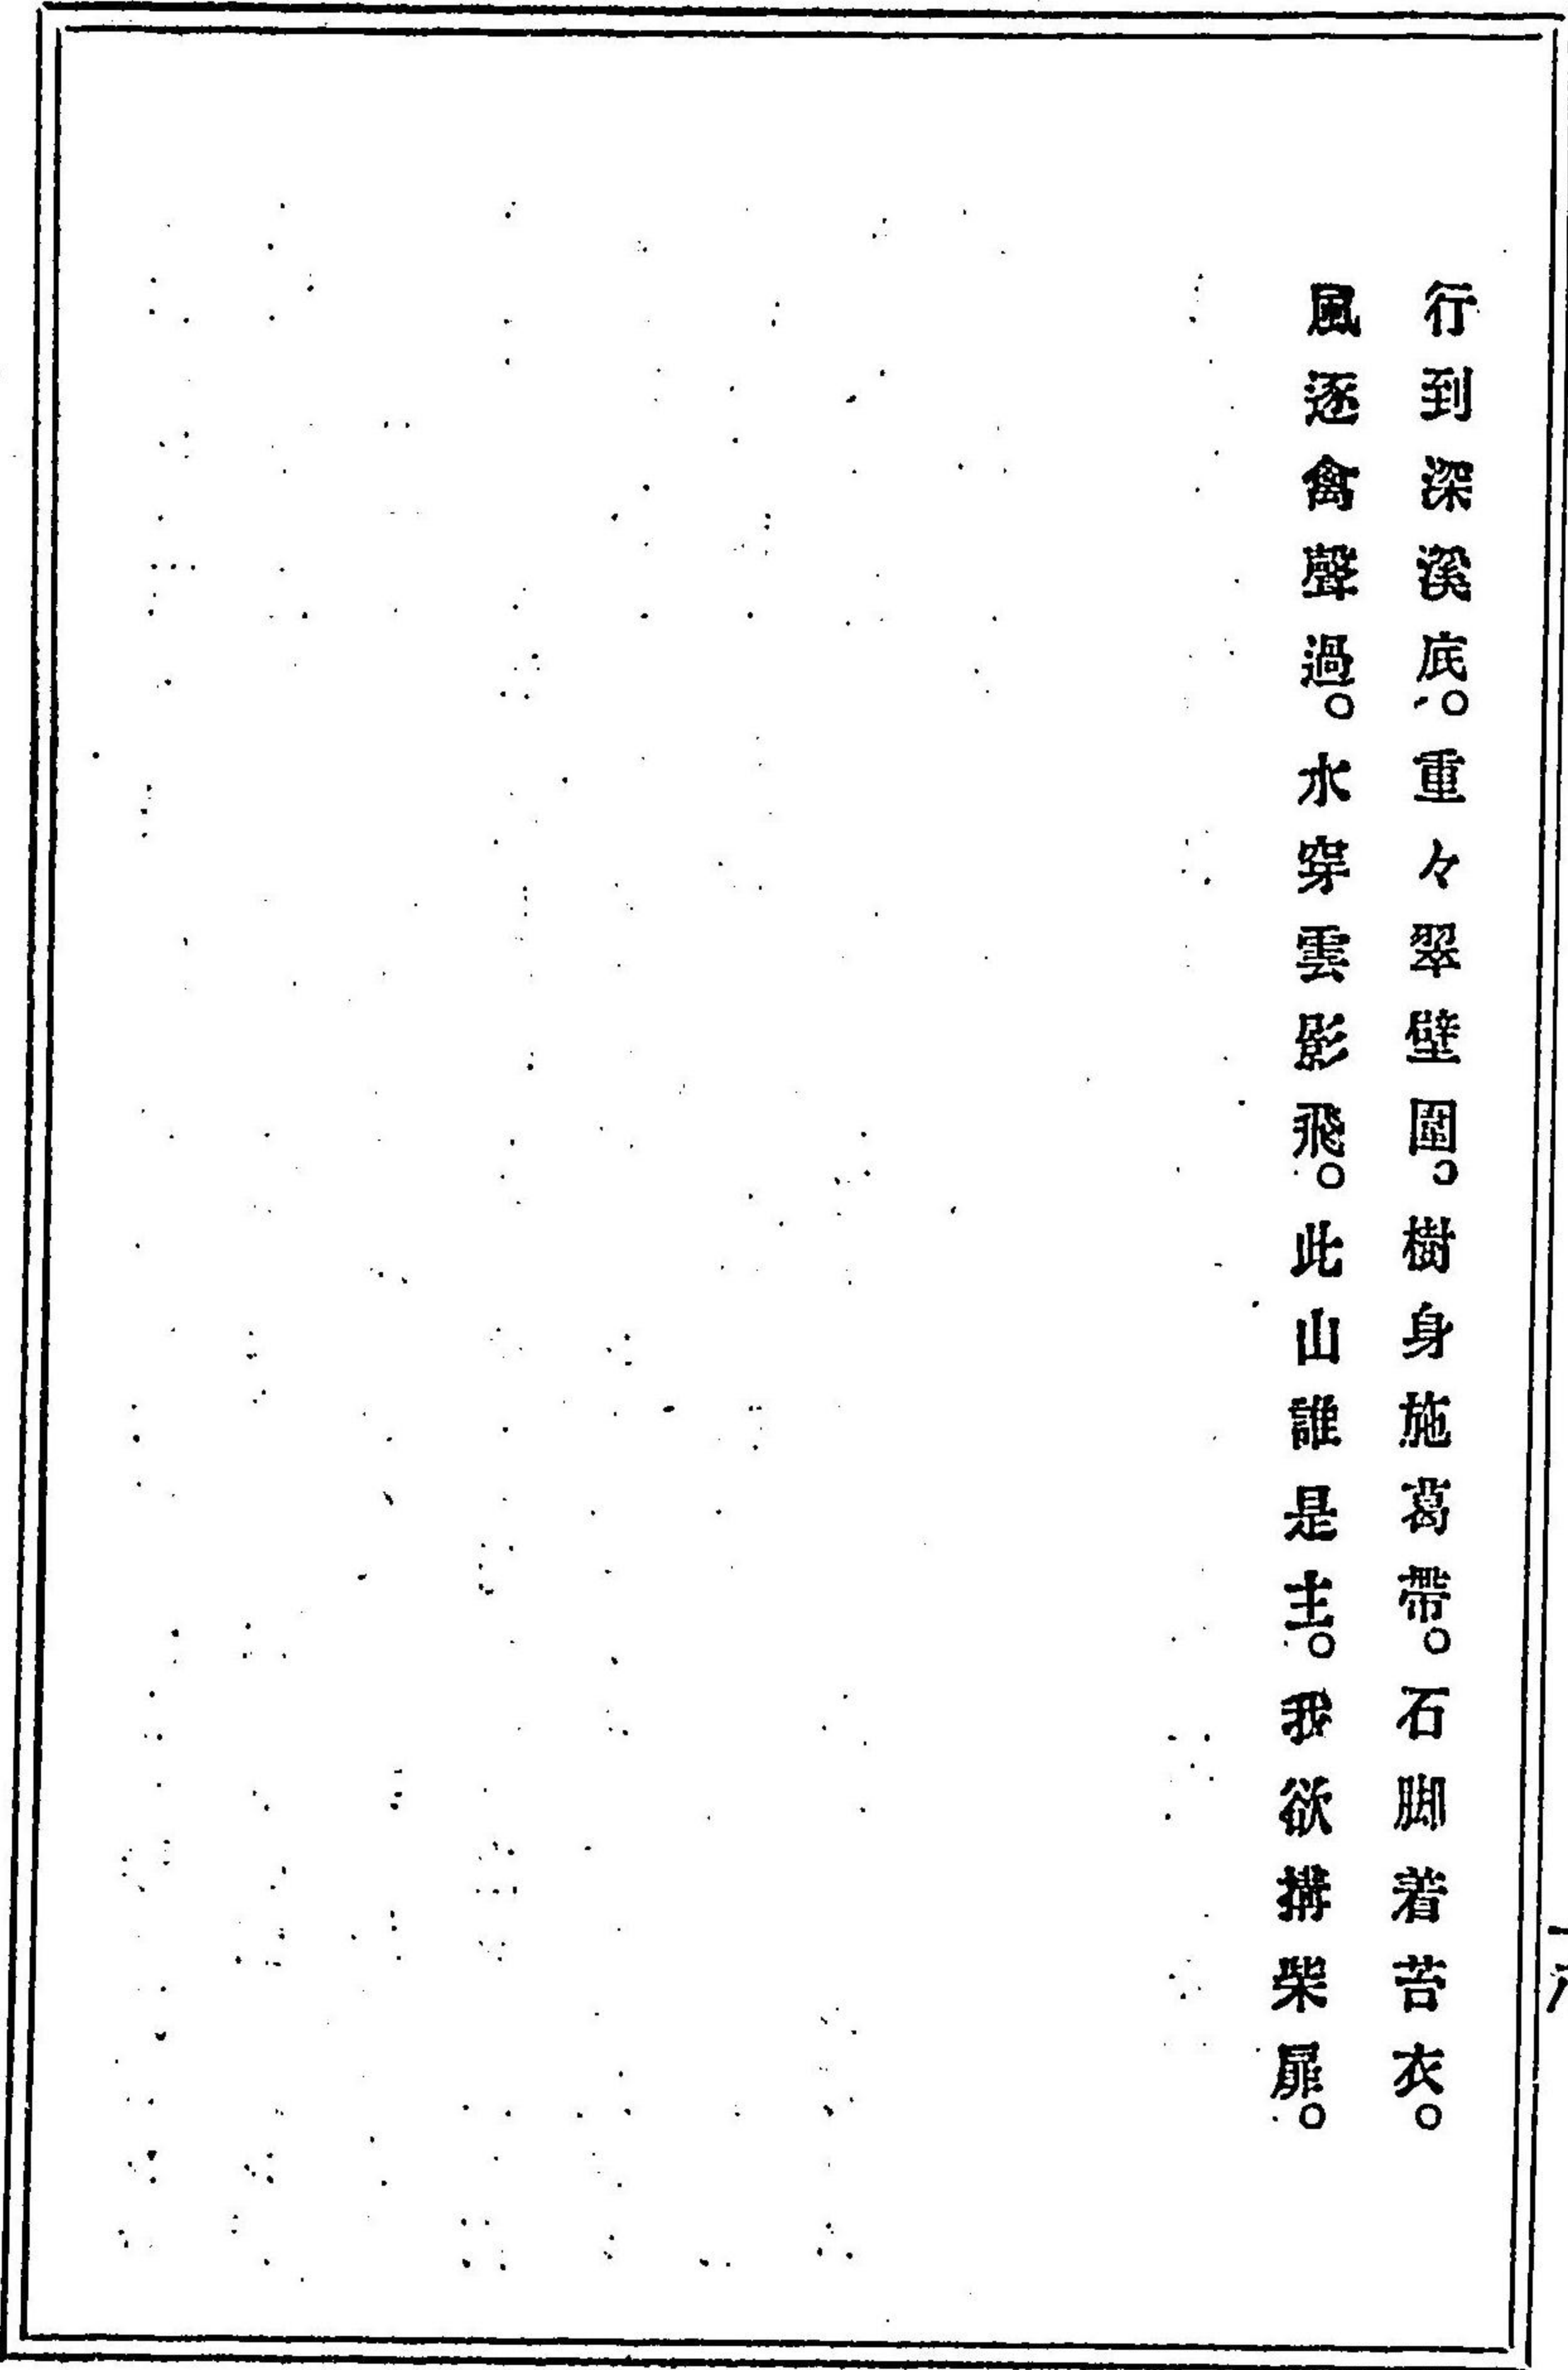 行到深溪底。重々翠壁圍。樹身施葛帶。石脚着苔衣。
風逐禽聲過。水穿雲影飛。此山誰是主。我欲搆柴扉。